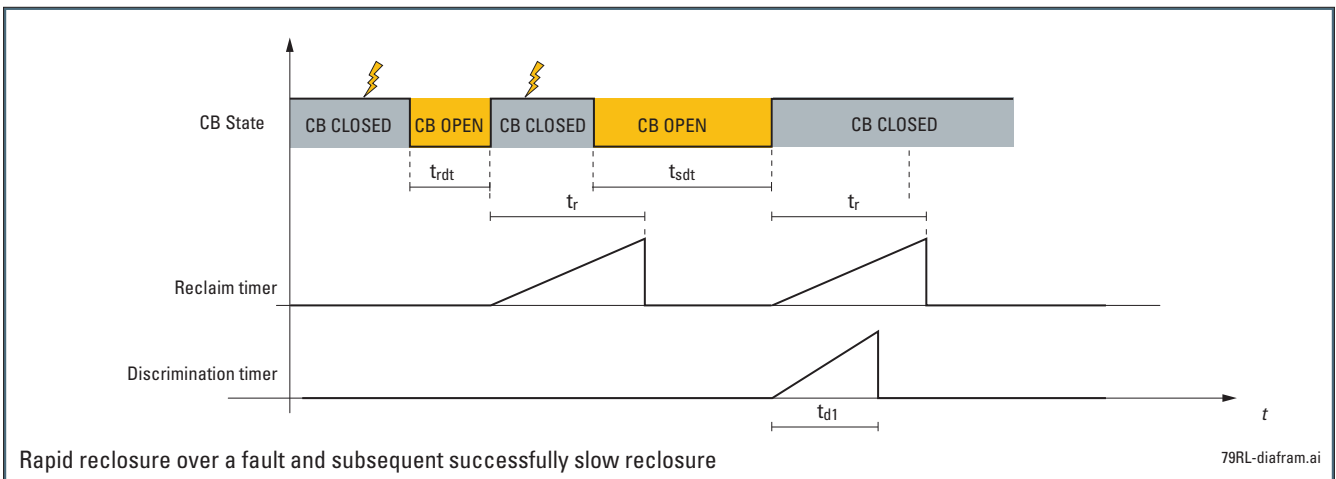 CB State
CB CLOSED
CB OPEN
CB CLOSED
CB OPEN
CB CLOSED
trdt
tsdt
tr
tr
Reclaim timer
Discrimination timer
td1
t
Rapid reclosure over a fault and subsequent successfully slow reclosure
79RL-diafram.ai